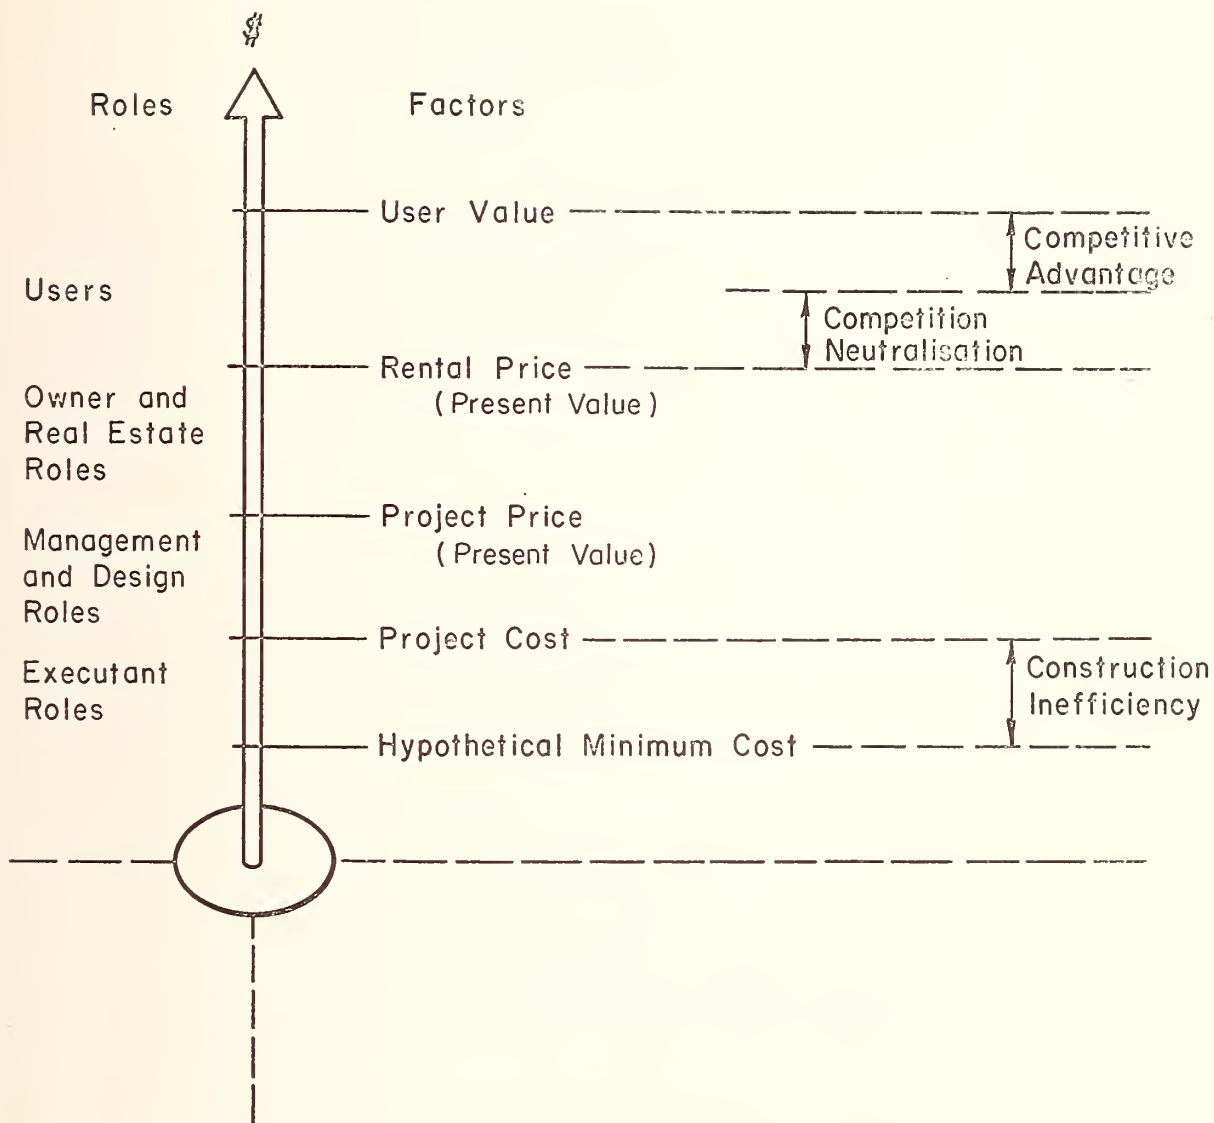 $
Roles
Factors
User Value
Competitive
Advantage
Users
Competition
Neutralisation
Rental Price
(Present Value)
Owner and
Real Estate
Roles
Project Price
(Present Value)
Management
and Design
Roles
Project Cost
Executant
Roles
Construction
Inefficiency
Hypothetical Minimum Cost